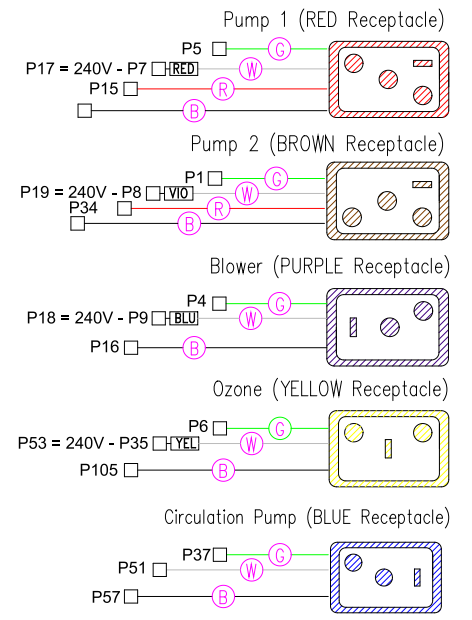 Pump 1 (RED Receptacle)
P5 G
P17 = 240V - P7 RED W
P15 R
B
Pump 2 (BROWN Receptacle)
P1 G
P19 = 240V - P8 VIO W
P34 R
B
Blower (PURPLE Receptacle)
P4 G
P18 = 240V - P9 BLU W
P16 B
Ozone (YELLOW Receptacle)
P6 G
P53 = 240V - P35 YEL W
P105 B
Circulation Pump (BLUE Receptacle)
P37 G
P51 W
P57 B